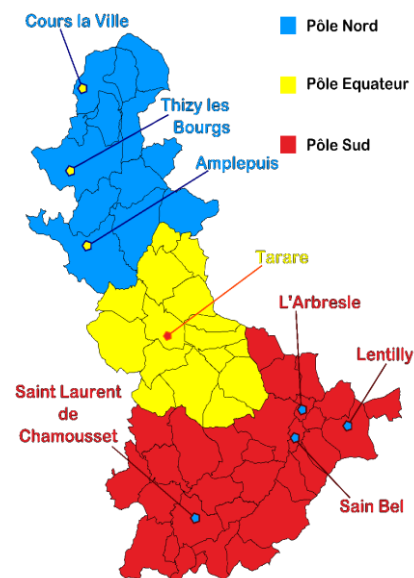 Cours la Ville
Pôle Nord
Pôle Equateur
Thizy les
Bourgs
Pôle Sud
Amplepuis
Tarare
L'Arbresle
Lentilly
Saint Laurent
de
Chamousset
Sain Bel